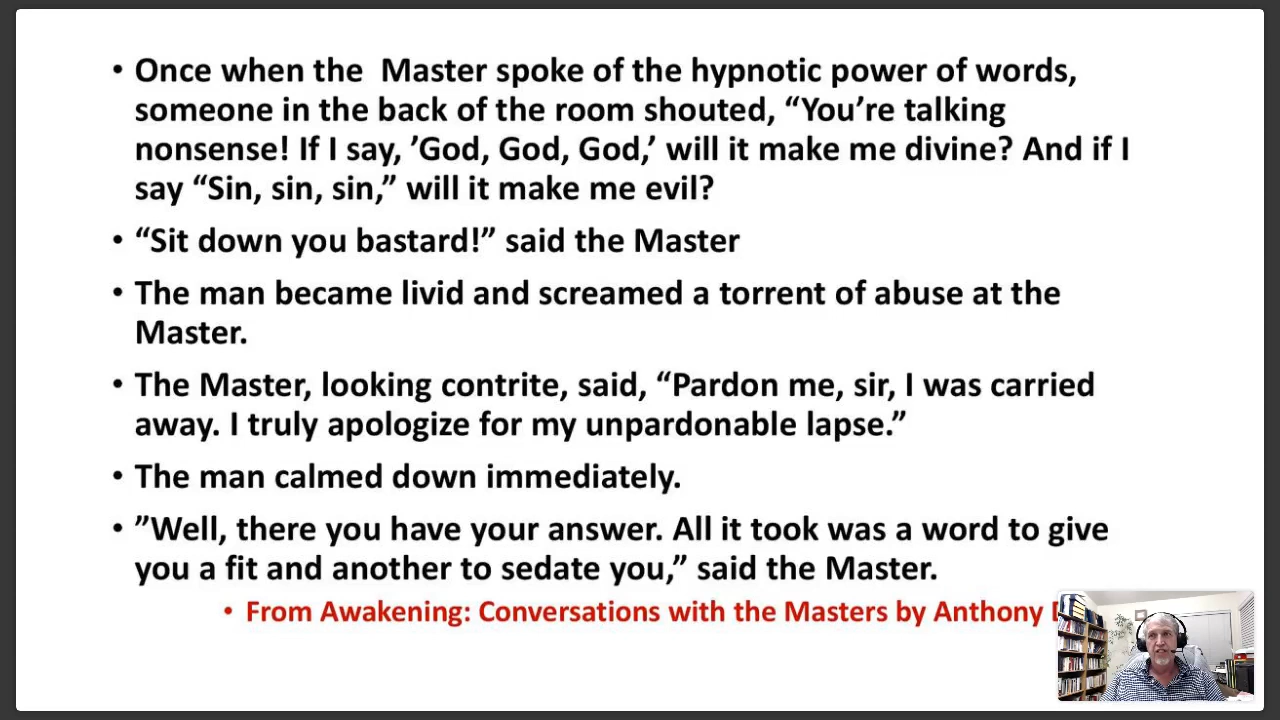 • Once when the  Master spoke of the hypnotic power of words,
someone in the back of the room shouted, “You’re talking
nonsense! If I say, ’God, God, God,’ will it make me divine? And if I
say “Sin, sin, sin,” will it make me evil?
• “Sit down you bastard!” said the Master
• The man became livid and screamed a torrent of abuse at the
Master.
• The Master, looking contrite, said, “Pardon me, sir, I was carried
away. I truly apologize for my unpardonable lapse.”
• The man calmed down immediately.
• ”Well, there you have your answer. All it took was a word to give
you a fit and another to sedate you,” said the Master.
• From Awakening: Conversations with the Masters by Anthony